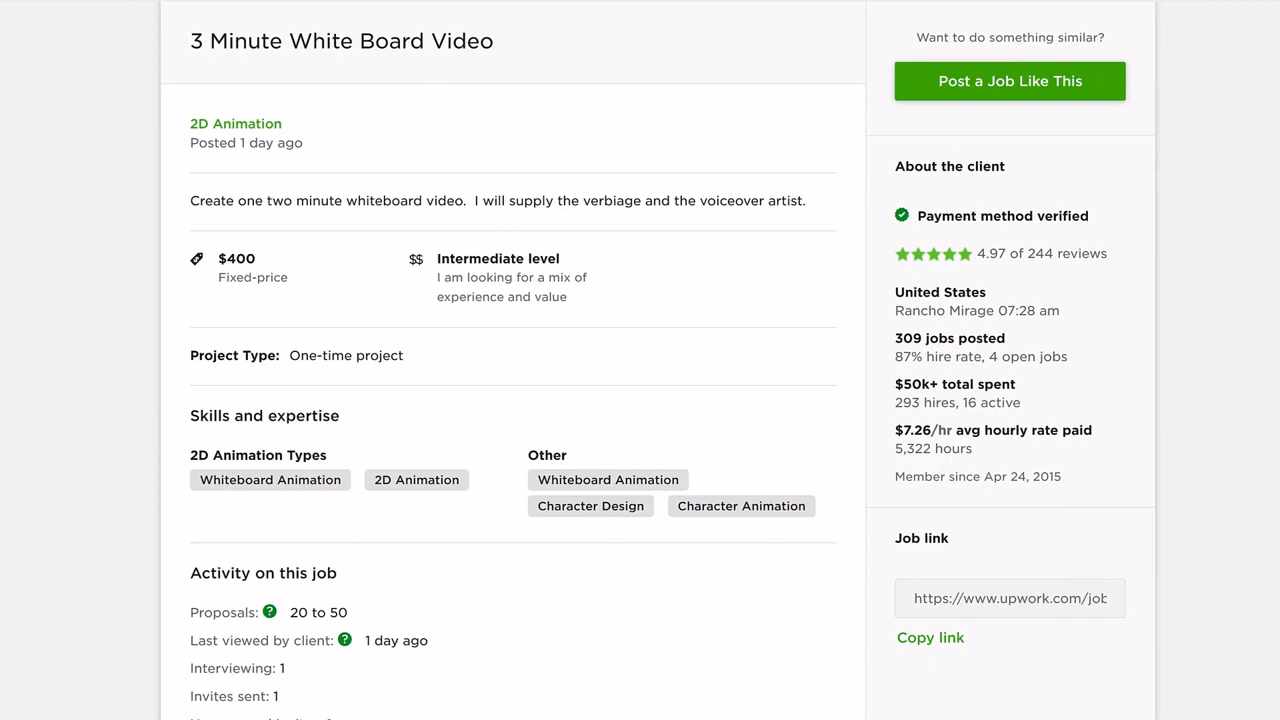 3 Minute White Board Video
2D Animation
Posted 1 day ago
Create one two minute whiteboard video.  I will supply the verbiage and the voiceover artist.
$400
Fixed-price
$$ Intermediate level
I am looking for a mix of
experience and value
Project Type: One-time project
Skills and expertise
2D Animation Types
Whiteboard Animation 2D Animation
Other
Whiteboard Animation
Character Design Character Animation
Activity on this job
Proposals: ? 20 to 50
Last viewed by client: ? 1 day ago
Interviewing: 1
Invites sent: 1
Want to do something similar?
Post a Job Like This
About the client
Payment method verified
4.97 of 244 reviews
United States
Rancho Mirage 07:28 am
309 jobs posted
87% hire rate, 4 open jobs
$50k+ total spent
293 hires, 16 active
$7.26/hr avg hourly rate paid
5,322 hours
Member since Apr 24, 2015
Job link
https://www.upwork.com/job
Copy link